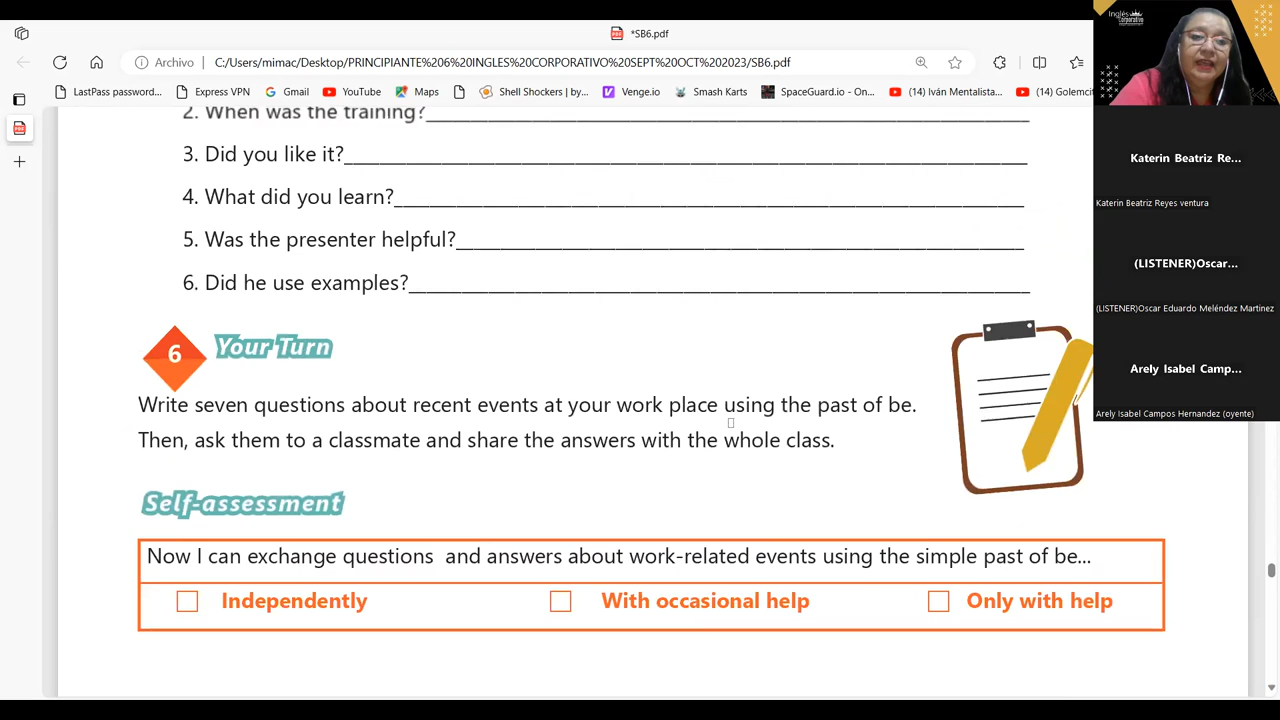 *SB6.pdf
Archivo C:/Users/mimac/Desktop/PRINCIPIANTE%206%20INGLES%20CORPORATIVO%20SEPT%20OCT%202023/SB6.pdf
LastPass password... Express VPN Gmail YouTube Maps Shell Shockers | by... Venge.io Smash Karts SpaceGuard.io - On... (14) Iván Mentalista... (14) Golemcit
Inglés
Corporativo
2. When was the training?
3. Did you like it?
4. What did you learn?
5. Was the presenter helpful?
6. Did he use examples?
6 Your Turn
Write seven questions about recent events at your work place using the past of be.
Then, ask them to a classmate and share the answers with the whole class.
Self-assessment
Now I can exchange questions and answers about work-related events using the simple past of be...
Independently With occasional help Only with help
Katerin Beatriz Re...
Katerin Beatriz Reyes ventura
(LISTENER)Oscar...
(LISTENER)Oscar Eduardo Meléndez Martinez
Arely Isabel Camp...
Arely Isabel Campos Hernandez (oyente)